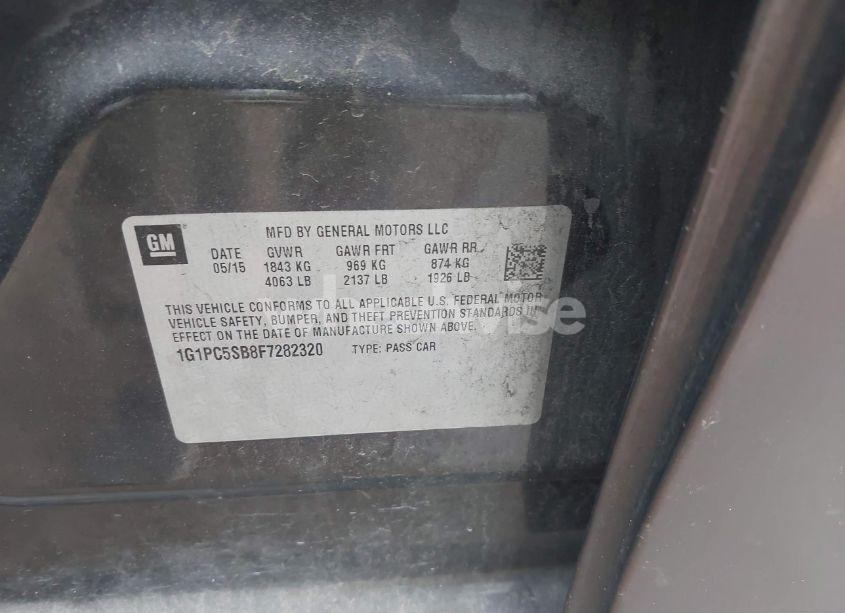 GM
MFD BY GENERAL MOTORS LLC
DATE GVWR GAWR FRT GAWR RR
05/15 1843 KG 969 KG 874 KG
4063 LB 2137 LB 1926 LB
THIS VEHICLE CONFORMS TO ALL APPLICABLE U.S. FEDERAL MOTOR
VEHICLE SAFETY, BUMPER, AND THEFT PREVENTION STANDARDS IN
EFFECT ON THE DATE OF MANUFACTURE SHOWN ABOVE.
1G1PC5SB8F7282320 TYPE: PASS CAR